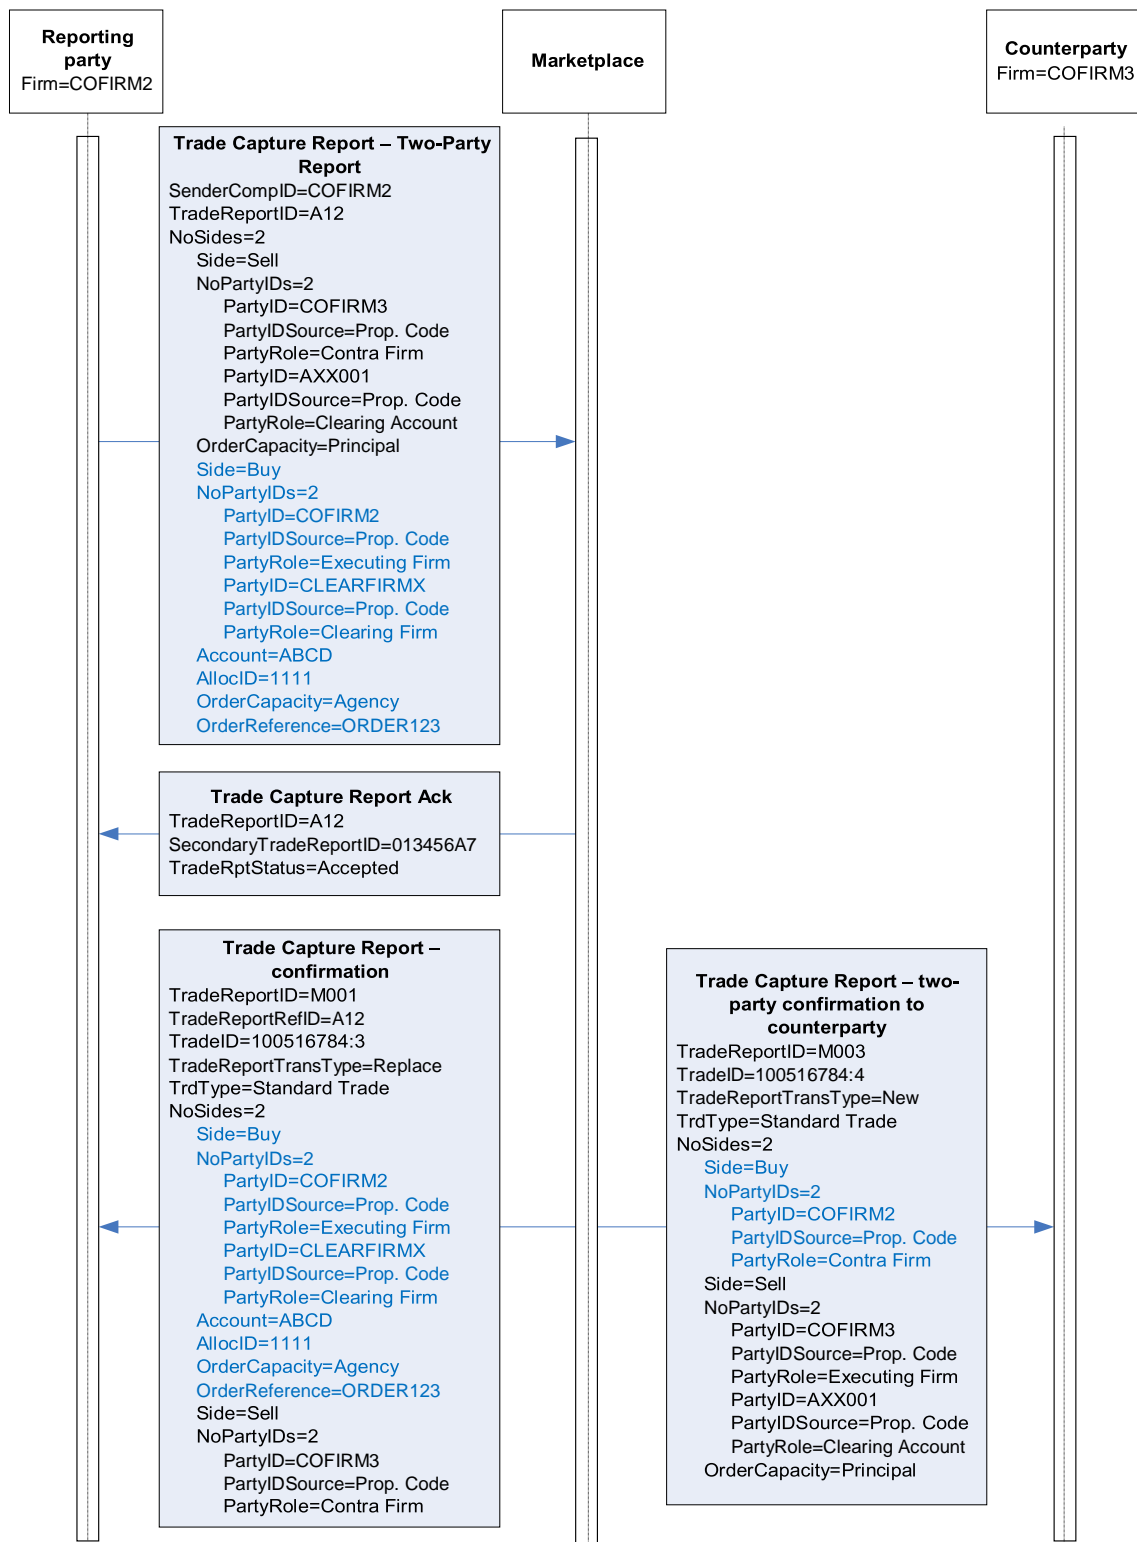 Reporting
party
Firm=COFIRM2
Marketplace
Counterparty
Firm=COFIRM3
Trade Capture Report – Two-Party
Report
SenderCompID=COFIRM2
TradeReportID=A12
NoSides=2
Side=Sell
NoPartyIDs=2
PartyID=COFIRM3
PartyIDSource=Prop. Code
PartyRole=Contra Firm
PartyID=AXX001
PartyIDSource=Prop. Code
PartyRole=Clearing Account
OrderCapacity=Principal
Side=Buy
NoPartyIDs=2
PartyID=COFIRM2
PartyIDSource=Prop. Code
PartyRole=Executing Firm
PartyID=CLEARFIRMX
PartyIDSource=Prop. Code
PartyRole=Clearing Firm
Account=ABCD
AllocID=1111
OrderCapacity=Agency
OrderReference=ORDER123
Trade Capture Report Ack
TradeReportID=A12
SecondaryTradeReportID=013456A7
TradeRptStatus=Accepted
Trade Capture Report –
confirmation
TradeReportID=M001
TradeReportRefID=A12
TradeID=100516784:3
TradeReportTransType=Replace
TrdType=Standard Trade
NoSides=2
Side=Buy
NoPartyIDs=2
PartyID=COFIRM2
PartyIDSource=Prop. Code
PartyRole=Executing Firm
PartyID=CLEARFIRMX
PartyIDSource=Prop. Code
PartyRole=Clearing Firm
Account=ABCD
AllocID=1111
OrderCapacity=Agency
OrderReference=ORDER123
Side=Sell
NoPartyIDs=2
PartyID=COFIRM3
PartyIDSource=Prop. Code
PartyRole=Contra Firm
Trade Capture Report – two-
party confirmation to
counterparty
TradeReportID=M003
TradeID=100516784:4
TradeReportTransType=New
TrdType=Standard Trade
NoSides=2
Side=Buy
NoPartyIDs=2
PartyID=COFIRM2
PartyIDSource=Prop. Code
PartyRole=Contra Firm
Side=Sell
NoPartyIDs=2
PartyID=COFIRM3
PartyIDSource=Prop. Code
PartyRole=Executing Firm
PartyID=AXX001
PartyIDSource=Prop. Code
PartyRole=Clearing Account
OrderCapacity=Principal